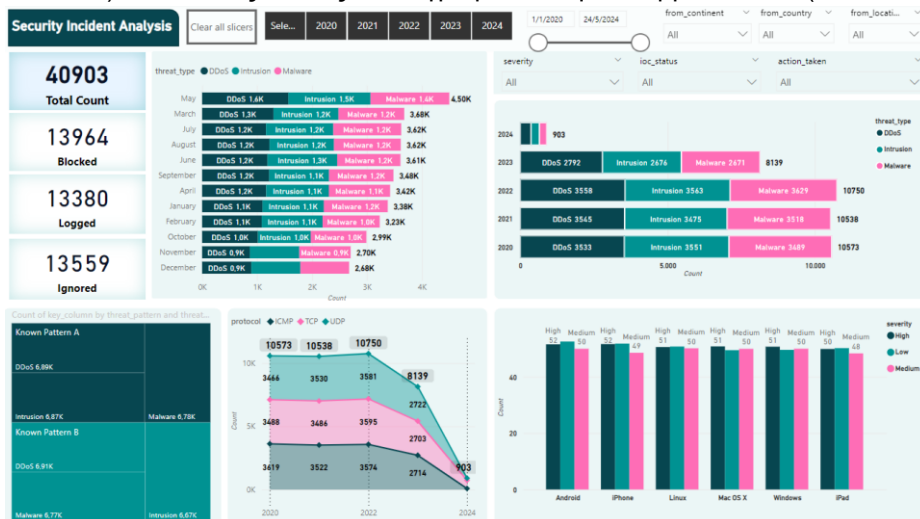 Security Incident Analysis
Clear all slicers
Sele... 2020 2021 2022 2023 2024
1/1/2020 24/5/2024
from_continent from_country from_locati...
All All All
severity ioc_status action_taken
All All All
40903
Total Count
13964
Blocked
13380
Logged
13559
Ignored
threat_type DDoS Intrusion Malware
May DDoS 1,6K Intrusion 1,5K Malware 1,4K 4,50K
March DDoS 1,3K Intrusion 1,2K Malware 1,2K 3,68K
July DDoS 1,2K Intrusion 1,2K Malware 1,2K 3,62K
August DDoS 1,2K Intrusion 1,2K Malware 1,2K 3,62K
June DDoS 1,2K Intrusion 1,3K Malware 1,2K 3,61K
September DDoS 1,2K Intrusion 1,1K Malware 1,2K 3,48K
April DDoS 1,2K Intrusion 1,1K Malware 1,1K 3,42K
January DDoS 1,1K Intrusion 1,1K Malware 1,2K 3,38K
February DDoS 1,1K Intrusion 1,1K Malware 1,0K 3,23K
October DDoS 1,0K Intrusion 1,0K Malware 1,0K 2,99K
November DDoS 0,9K Malware 0,9K 2,70K
December DDoS 0,9K 2,68K
0K 1K 2K 3K 4K
Count
threat_type
DDoS
Intrusion
Malware
2024 903
2023 DDoS 2792 Intrusion 2676 Malware 2671 8139
2022 DDoS 3558 Intrusion 3563 Malware 3629 10750
2021 DDoS 3545 Intrusion 3475 Malware 3518 10538
2020 DDoS 3533 Intrusion 3551 Malware 3489 10573
0 5.000 10.000
Count
Count of key_column by threat_pattern and threat...
Known Pattern A
DDoS 6,89K
Intrusion 6,87K Malware 6,78K
Known Pattern B
DDoS 6,91K
Malware 6,77K Intrusion 6,67K
protocol ICMP TCP UDP
10573 10538 10750 8139 903
10K
3466 3530 3581 2722
5K
Count
3488 3486 3595 2703
3619 3522 3574 2714
0K
2020 2022 2024
severity
High
Low
Medium
High Medium High Medium High Medium High Medium High Medium High Medium
52 50 52 49 51 50 51 50 51 50 50 48
40
20
0
Count
Android iPhone Linux Mac OS X Windows iPad